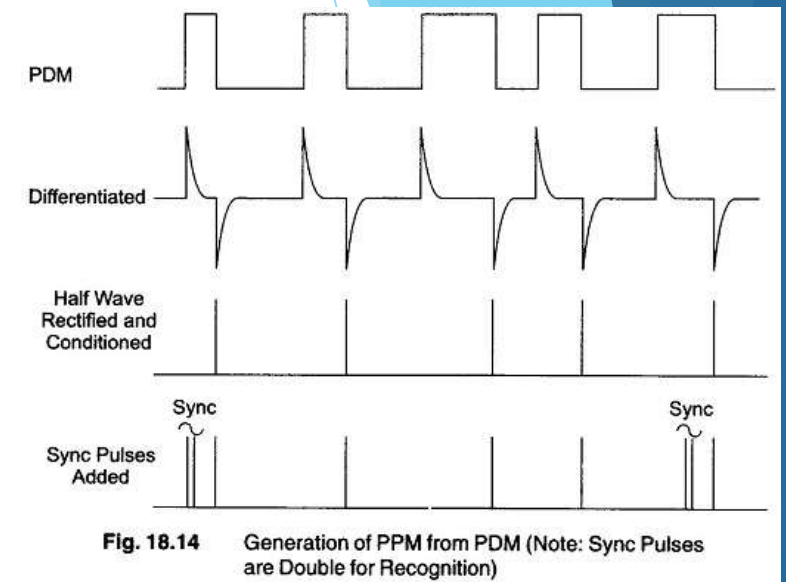 PDM
Differentiated
Half Wave
Rectified and
Conditioned
Sync
Sync
Sync Pulses
Added
Fig. 18.14 Generation of PPM from PDM (Note: Sync Pulses
are Double for Recognition)